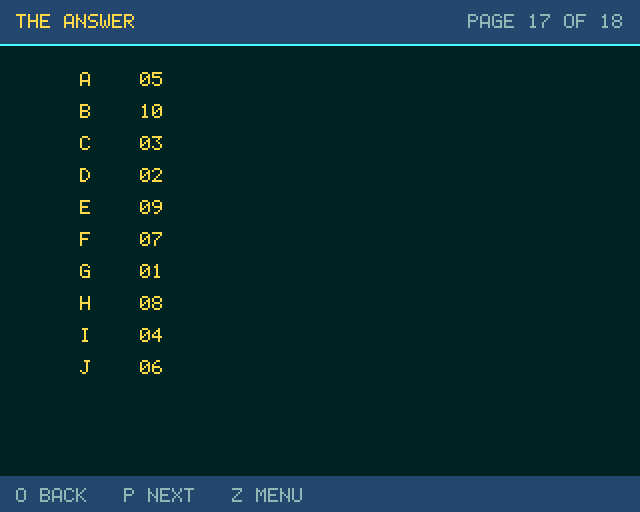 THE ANSWER PAGE 17 OF 18
A 05
B 10
C 03
D 02
E 09
F 07
G 01
H 08
I 04
J 06
O BACK P NEXT Z MENU